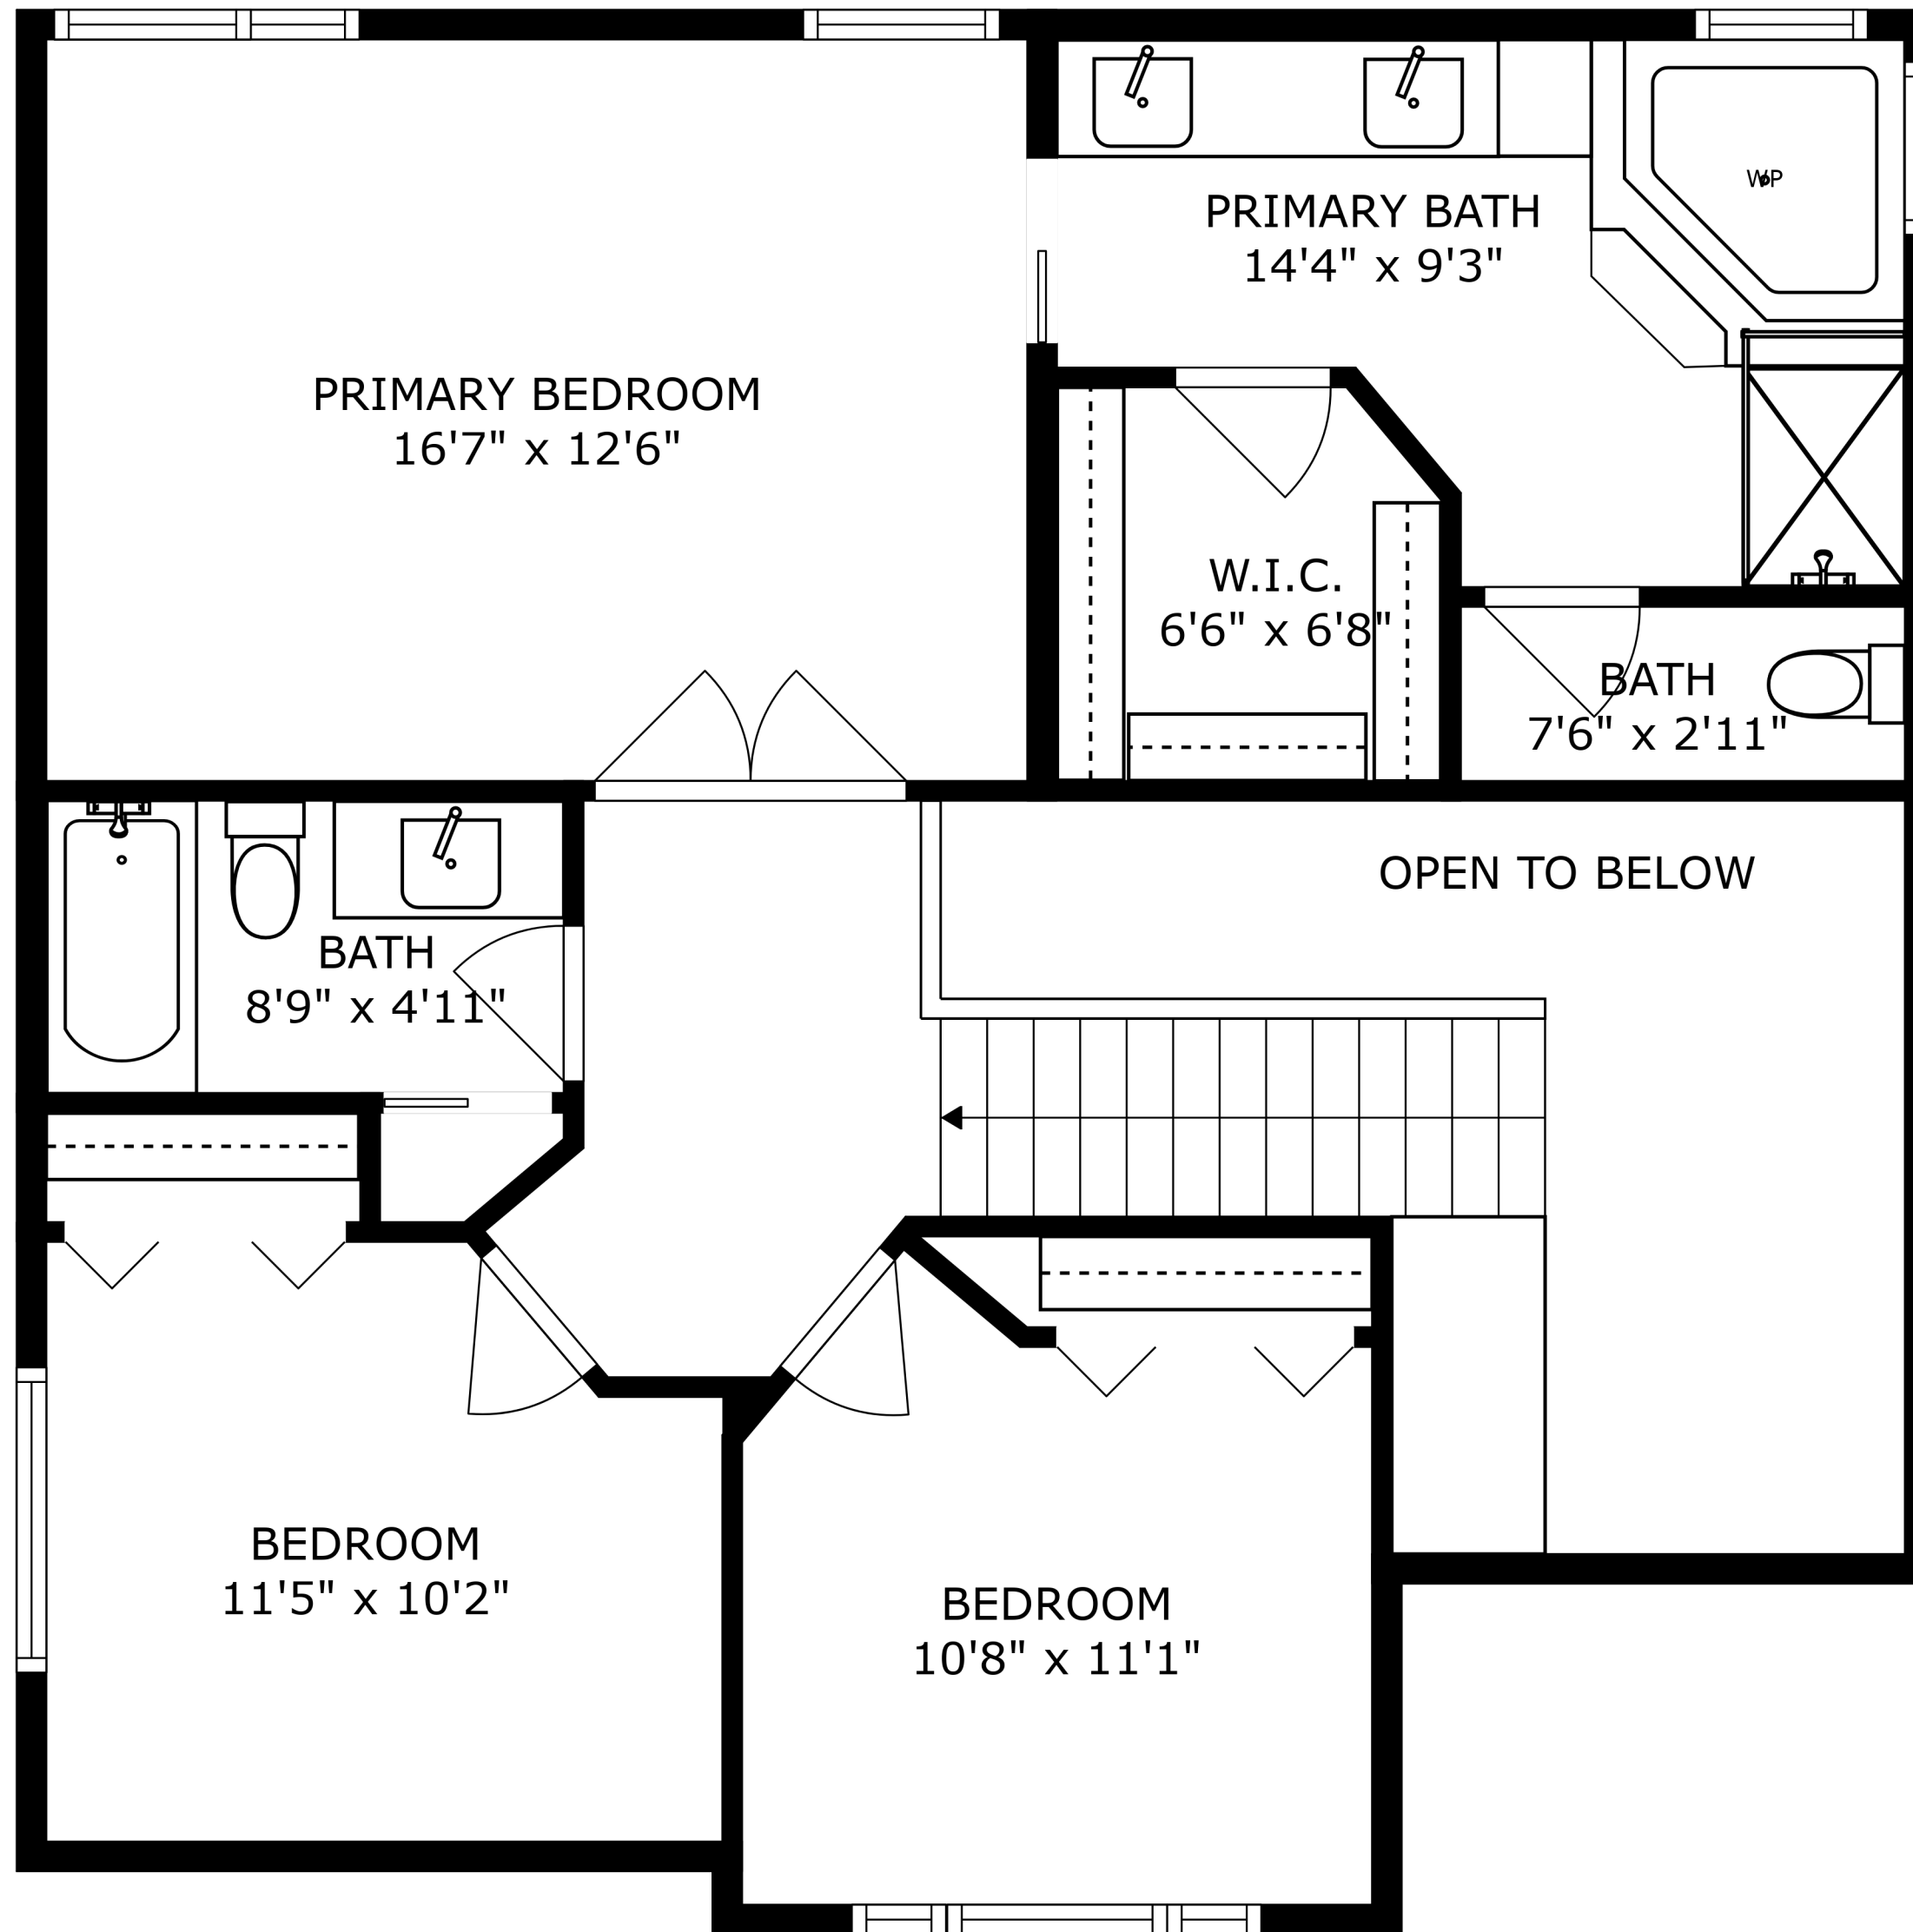 WP
PRIMARY BATH
14'4" x 9'3"
PRIMARY BEDROOM
16'7" x 12'6"
W.I.C.
6'6" x 6'8"
BATH
7'6" x 2'11"
OPEN TO BELOW
BATH
8'9" x 4'11"
BEDROOM
11'5" x 10'2"
BEDROOM
10'8" x 11'1"